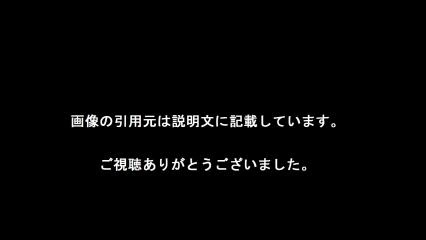 画像の引用元は説明文に記載しています。
ご視聴ありがとうございました。